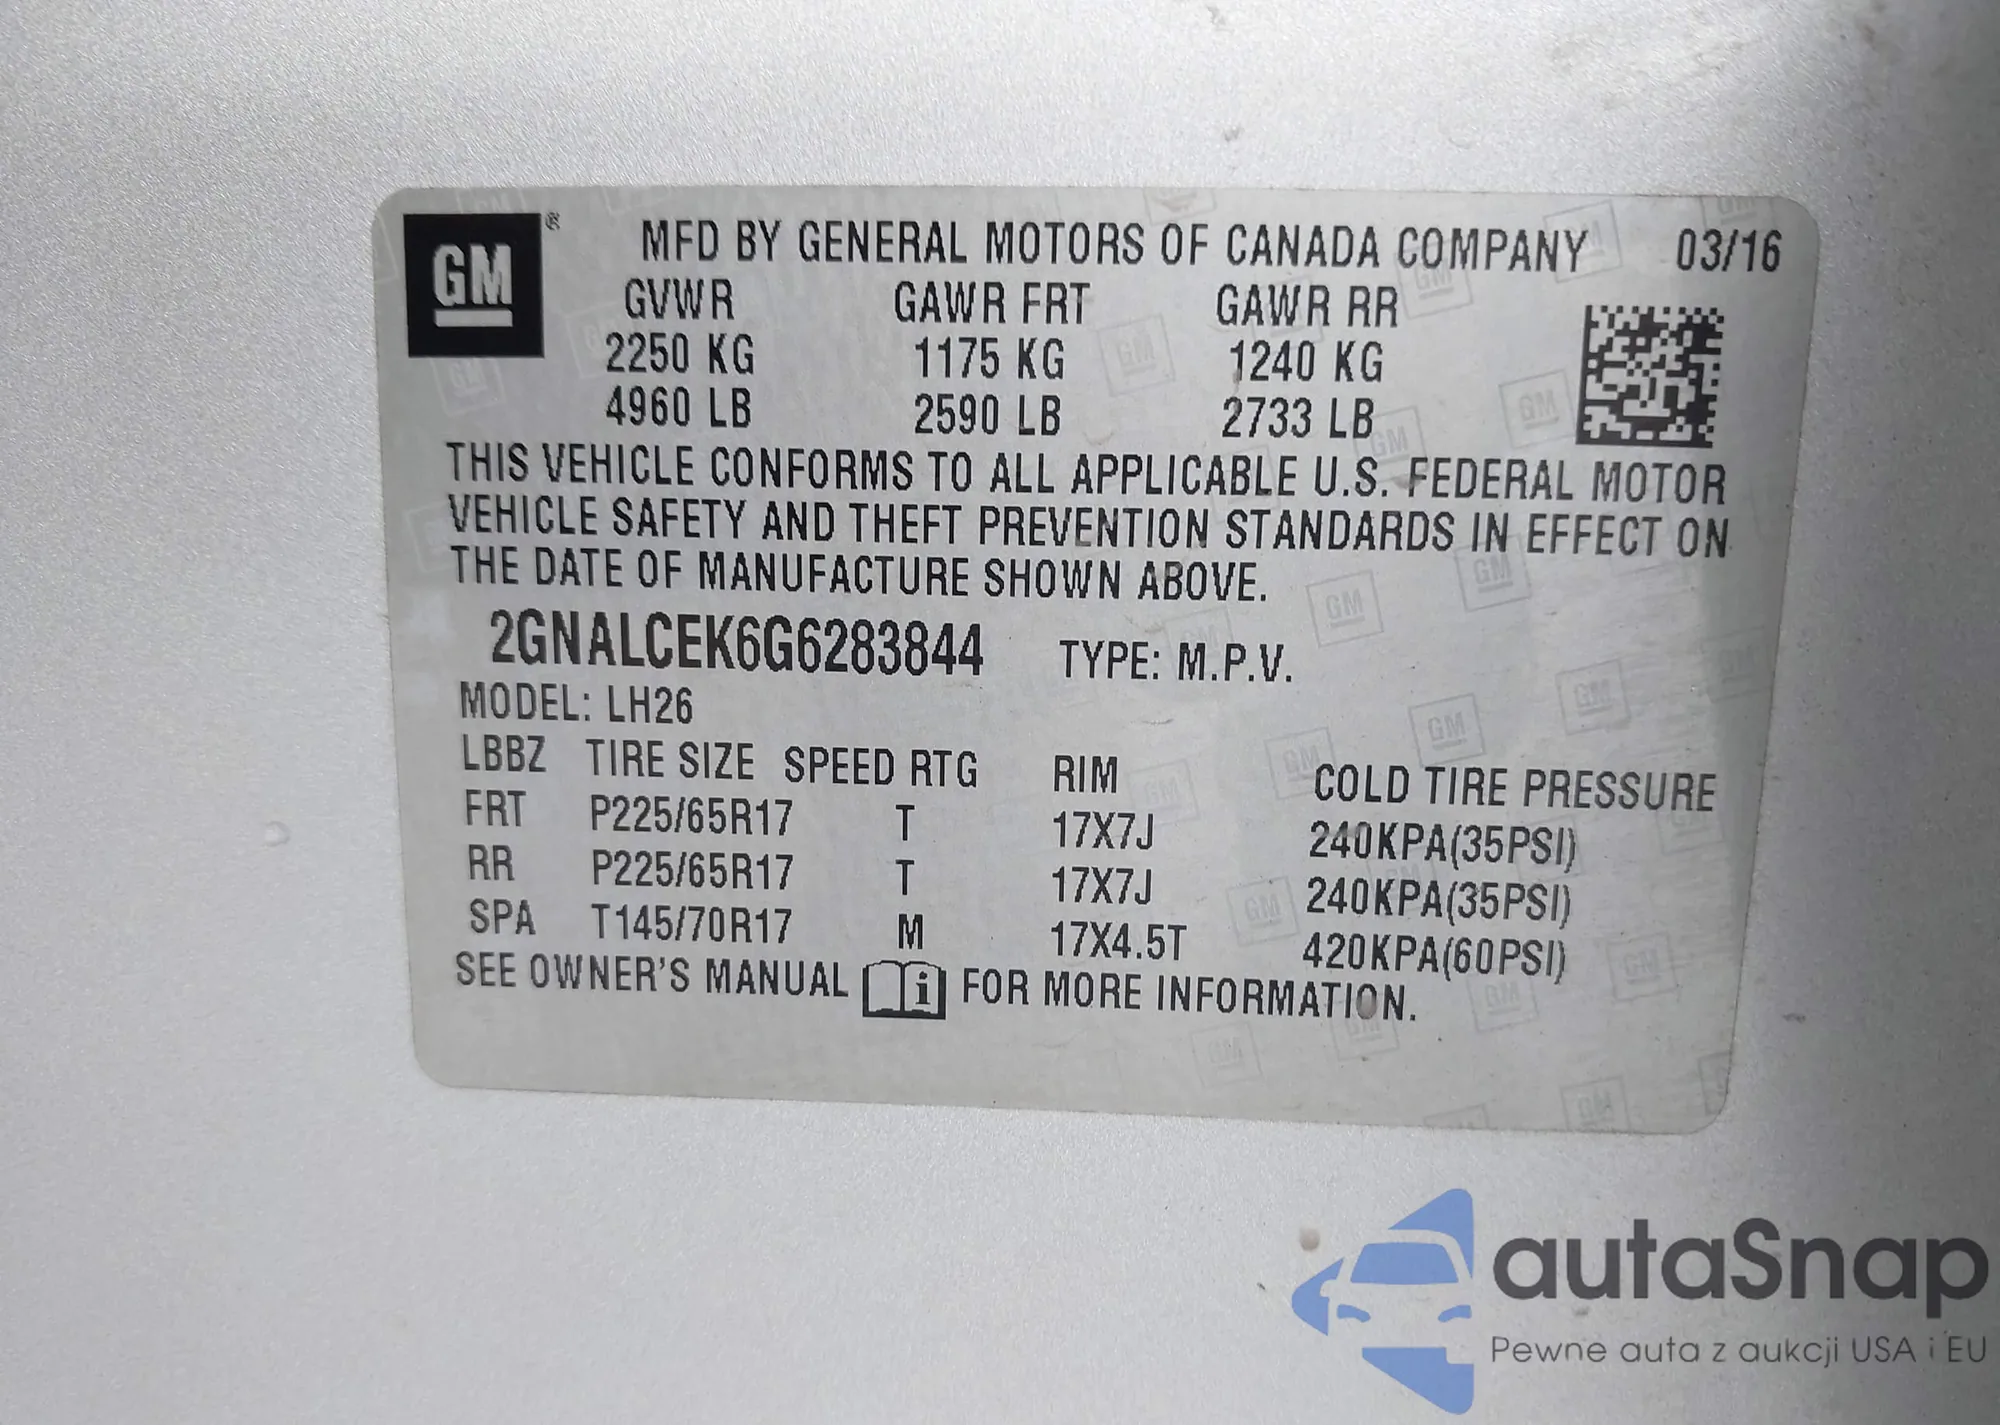 GM ® MFD BY GENERAL MOTORS OF CANADA COMPANY 03/16
GVWR GAWR FRT GAWR RR
2250 KG 1175 KG 1240 KG
4960 LB 2590 LB 2733 LB
THIS VEHICLE CONFORMS TO ALL APPLICABLE U.S. FEDERAL MOTOR
VEHICLE SAFETY AND THEFT PREVENTION STANDARDS IN EFFECT ON
THE DATE OF MANUFACTURE SHOWN ABOVE.
2GNALCEK6G6283844 TYPE: M.P.V.
MODEL: LH26
LBBZ TIRE SIZE SPEED RTG RIM COLD TIRE PRESSURE
FRT P225/65R17 T 17X7J 240KPA(35PSI)
RR P225/65R17 T 17X7J 240KPA(35PSI)
SPA T145/70R17 M 17X4.5T 420KPA(60PSI)
SEE OWNER'S MANUAL i FOR MORE INFORMATION.
autaSnap
Pewne auta z aukcji USA i EU